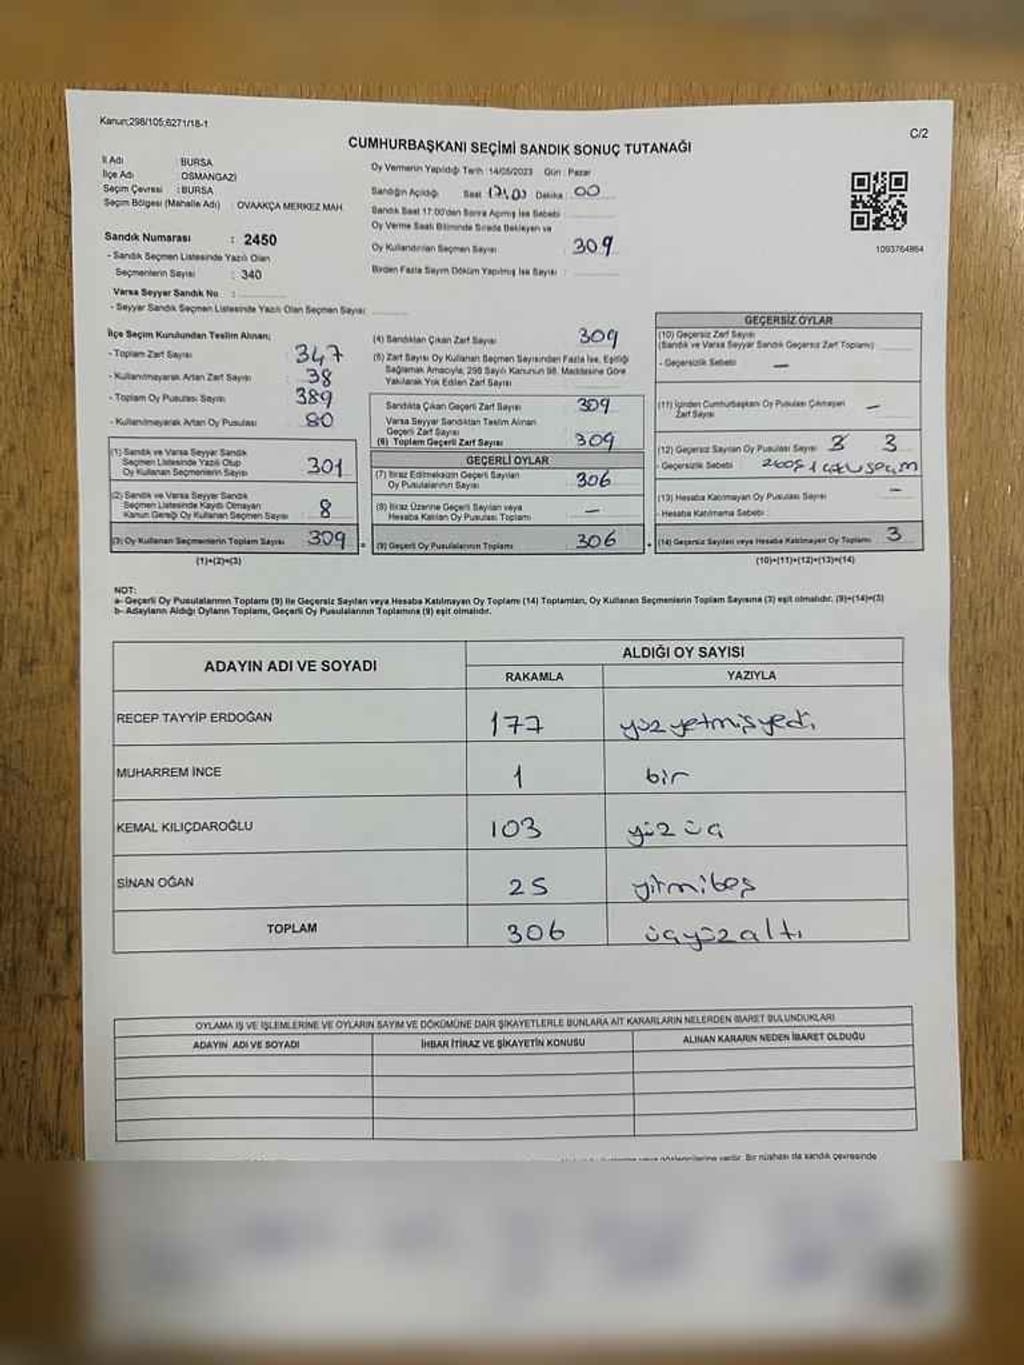 Kanun;298/105;6271/18-1
C/2
CUMHURBAŞKANI SEÇİMİ SANDIK SONUÇ TUTANAĞI
İl Adı : BURSA
İlçe Adı : OSMANGAZİ
Seçim Çevresi : BURSA
Seçim Bölgesi (Mahalle Adı) : OVAAKÇA MERKEZ MAH.
Sandık Numarası : 2450
- Sandık Seçmen Listesinde Yazılı Olan
Seçmenlerin Sayısı : 340
Varsa Seyyar Sandık No :
- Seyyar Sandık Seçmen Listesinde Yazılı Olan Seçmen Sayısı
Oy Vermenin Yapıldığı Tarih : 14/05/2023 Gün : Pazar
Sandığın Açıldığı Saat Dakika 00
Sandık Saat 17:00'den Sonra Açılmış İse Sebebi
Oy Verme Saati Bitiminde Sırada Bekleyen ve
Oy Kullandırılan Seçmen Sayısı 309
Birden Fazla Sayım Döküm Yapılmış İse Sayısı :
1093764864
İlçe Seçim Kurulundan Teslim Alınan;
- Toplam Zarf Sayısı 347
- Kullanılmayarak Artan Zarf Sayısı 38
- Toplam Oy Pusulası Sayısı 389
- Kullanılmayarak Artan Oy Pusulası 80
(1) Sandık ve Varsa Seyyar Sandık
Seçmen Listesinde Yazılı Olup
Oy Kullanan Seçmenlerin Sayısı 301
(2) Sandık ve Varsa Seyyar Sandık
Seçmen Listesinde Kaydı Olmayan
Kanun Gereği Oy Kullanan Seçmen Sayısı 8
(3) Oy Kullanan Seçmenlerin Toplam Sayısı 309
(1)+(2)=(3)
(4) Sandıktan Çıkan Zarf Sayısı 309
(5) Zarf Sayısı Oy Kullanan Seçmen Sayısından Fazla İse, Eşitliği
Sağlamak Amacıyla, 298 Sayılı Kanunun 98. Maddesine Göre
Yakılarak Yok Edilen Zarf Sayısı
Sandıkta Çıkan Geçerli Zarf Sayısı 309
Varsa Seyyar Sandıktan Teslim Alınan
Geçerli Zarf Sayısı
(6) Toplam Geçerli Zarf Sayısı 309
GEÇERLİ OYLAR
(7) İtiraz Edilmeksizin Geçerli Sayılan
Oy Pusulalarının Sayısı 306
(8) İtiraz Üzerine Geçerli Sayılan veya
Hesaba Katılan Oy Pusulası Toplamı —
(9) Geçerli Oy Pusulalarının Toplamı 306
GEÇERSİZ OYLAR
(10) Geçersiz Zarf Sayısı
(Sandık ve Varsa Seyyar Sandık Geçersiz Zarf Toplamı)
- Geçersizlik Sebebi —
(11) İçinden Cumhurbaşkanı Oy Pusulası Çıkmayan
Zarf Sayısı —
(12) Geçersiz Sayılan Oy Pusulası Sayısı 3 3
- Geçersizlik Sebebi seçim
(13) Hesaba Katılmayan Oy Pusulası Sayısı —
- Hesaba Katılmama Sebebi :
(14) Geçersiz Sayılan veya Hesaba Katılmayan Oy Toplamı 3
(10)+(11)+(12)+(13)=(14)
NOT:
a- Geçerli Oy Pusulalarının Toplamı (9) ile Geçersiz Sayılan veya Hesaba Katılmayan Oy Toplamı (14) Toplamları, Oy Kullanan Seçmenlerin Toplam Sayısına (3) eşit olmalıdır. (9)+(14)=(3)
b- Adayların Aldığı Oyların Toplamı, Geçerli Oy Pusulalarının Toplamına (9) eşit olmalıdır.
ADAYIN ADI VE SOYADI
ALDIĞI OY SAYISI
RAKAMLA YAZIYLA
RECEP TAYYİP ERDOĞAN 177 yüz yetmiş yedi
MUHARREM İNCE 1 bir
KEMAL KILIÇDAROĞLU 103 yüz üç
SİNAN OĞAN 25 yirmibeş
TOPLAM 306 üçyüz altı
OYLAMA İŞ VE İŞLEMLERİNE VE OYLARIN SAYIM VE DÖKÜMÜNE DAİR ŞİKAYETLERLE BUNLARA AİT KARARLARIN NELERDEN İBARET BULUNDUKLARI
ADAYIN ADI VE SOYADI İHBAR İTİRAZ VE ŞİKAYETİN KONUSU ALINAN KARARIN NEDEN İBARET OLDUĞU
verilir. Bir nüshası da sandık çevresinde